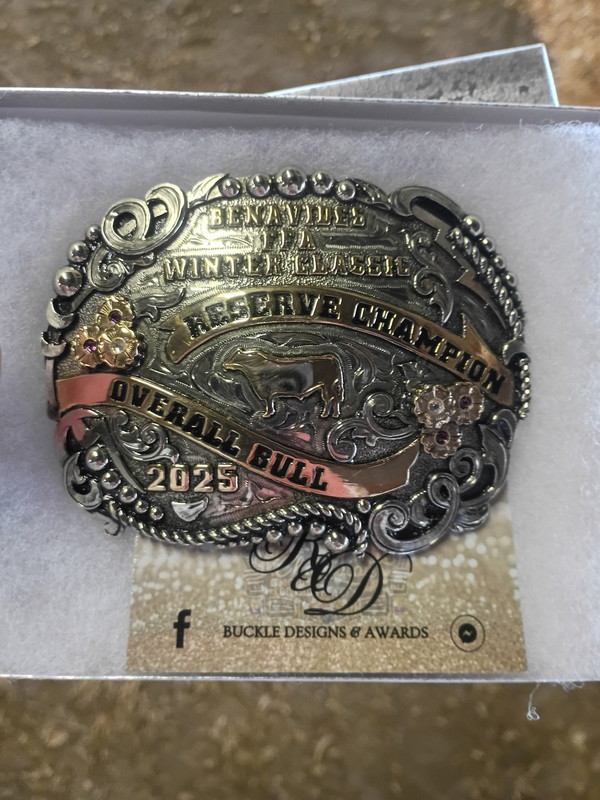 BENAVIDES
FFA
WINTER CLASSIC
RESERVE CHAMPION
OVERALL BULL
2025
R&D
BUCKLE DESIGNS & AWARDS